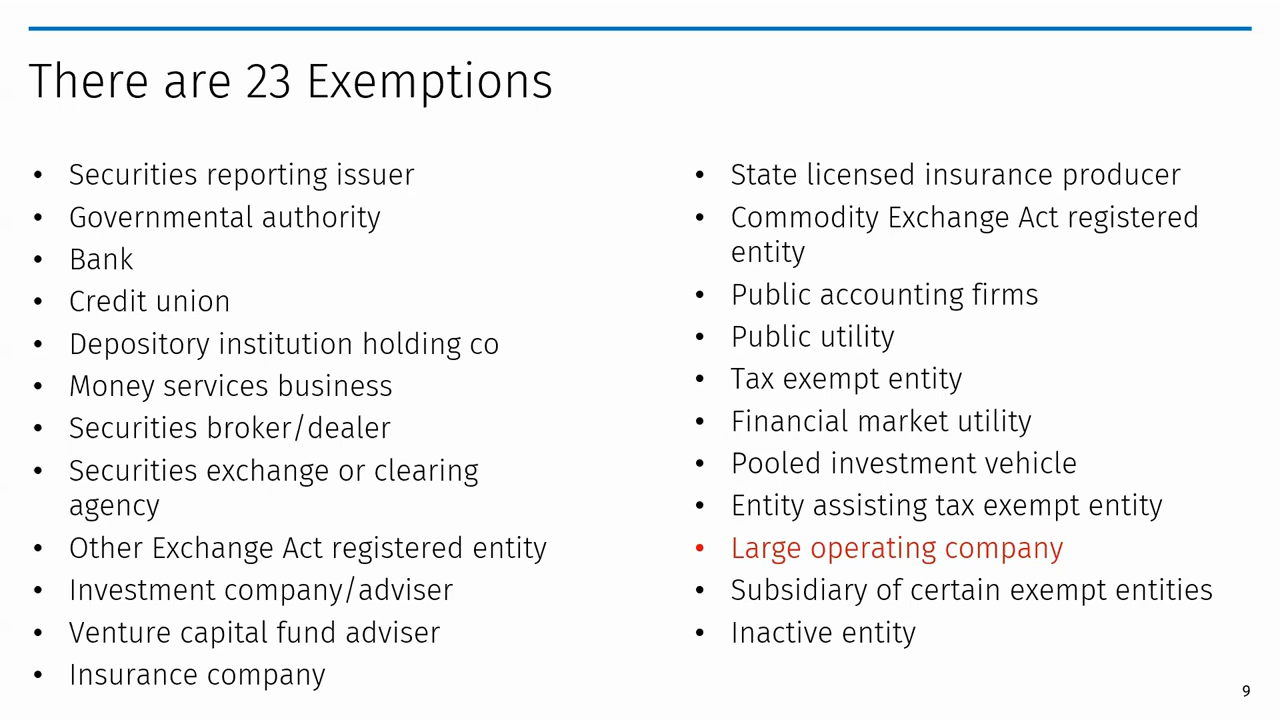 There are 23 Exemptions
• Securities reporting issuer
• Governmental authority
• Bank
• Credit union
• Depository institution holding co
• Money services business
• Securities broker/dealer
• Securities exchange or clearing
agency
• Other Exchange Act registered entity
• Investment company/adviser
• Venture capital fund adviser
• Insurance company
• State licensed insurance producer
• Commodity Exchange Act registered
entity
• Public accounting firms
• Public utility
• Tax exempt entity
• Financial market utility
• Pooled investment vehicle
• Entity assisting tax exempt entity
• Large operating company
• Subsidiary of certain exempt entities
• Inactive entity
9